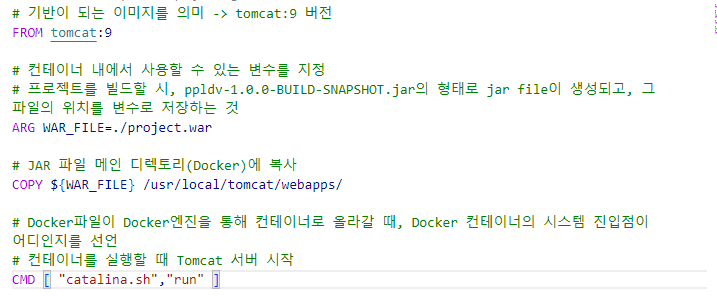 # 기반이 되는 이미지를 의미 -> tomcat:9 버전
FROM tomcat:9
# 컨테이너 내에서 사용할 수 있는 변수를 지정
# 프로젝트를 빌드할 시, ppldv-1.0.0-BUILD-SNAPSHOT.jar의 형태로 jar file이 생성되고, 그
파일의 위치를 변수로 저장하는 것
ARG WAR_FILE=./project.war
# JAR 파일 메인 디렉토리(Docker)에 복사
COPY ${WAR_FILE} /usr/local/tomcat/webapps/
# Docker파일이 Docker엔진을 통해 컨테이너로 올라갈 때, Docker 컨테이너의 시스템 진입점이
어디인지를 선언
# 컨테이너를 실행할 때 Tomcat 서버 시작
CMD [ "catalina.sh","run" ]